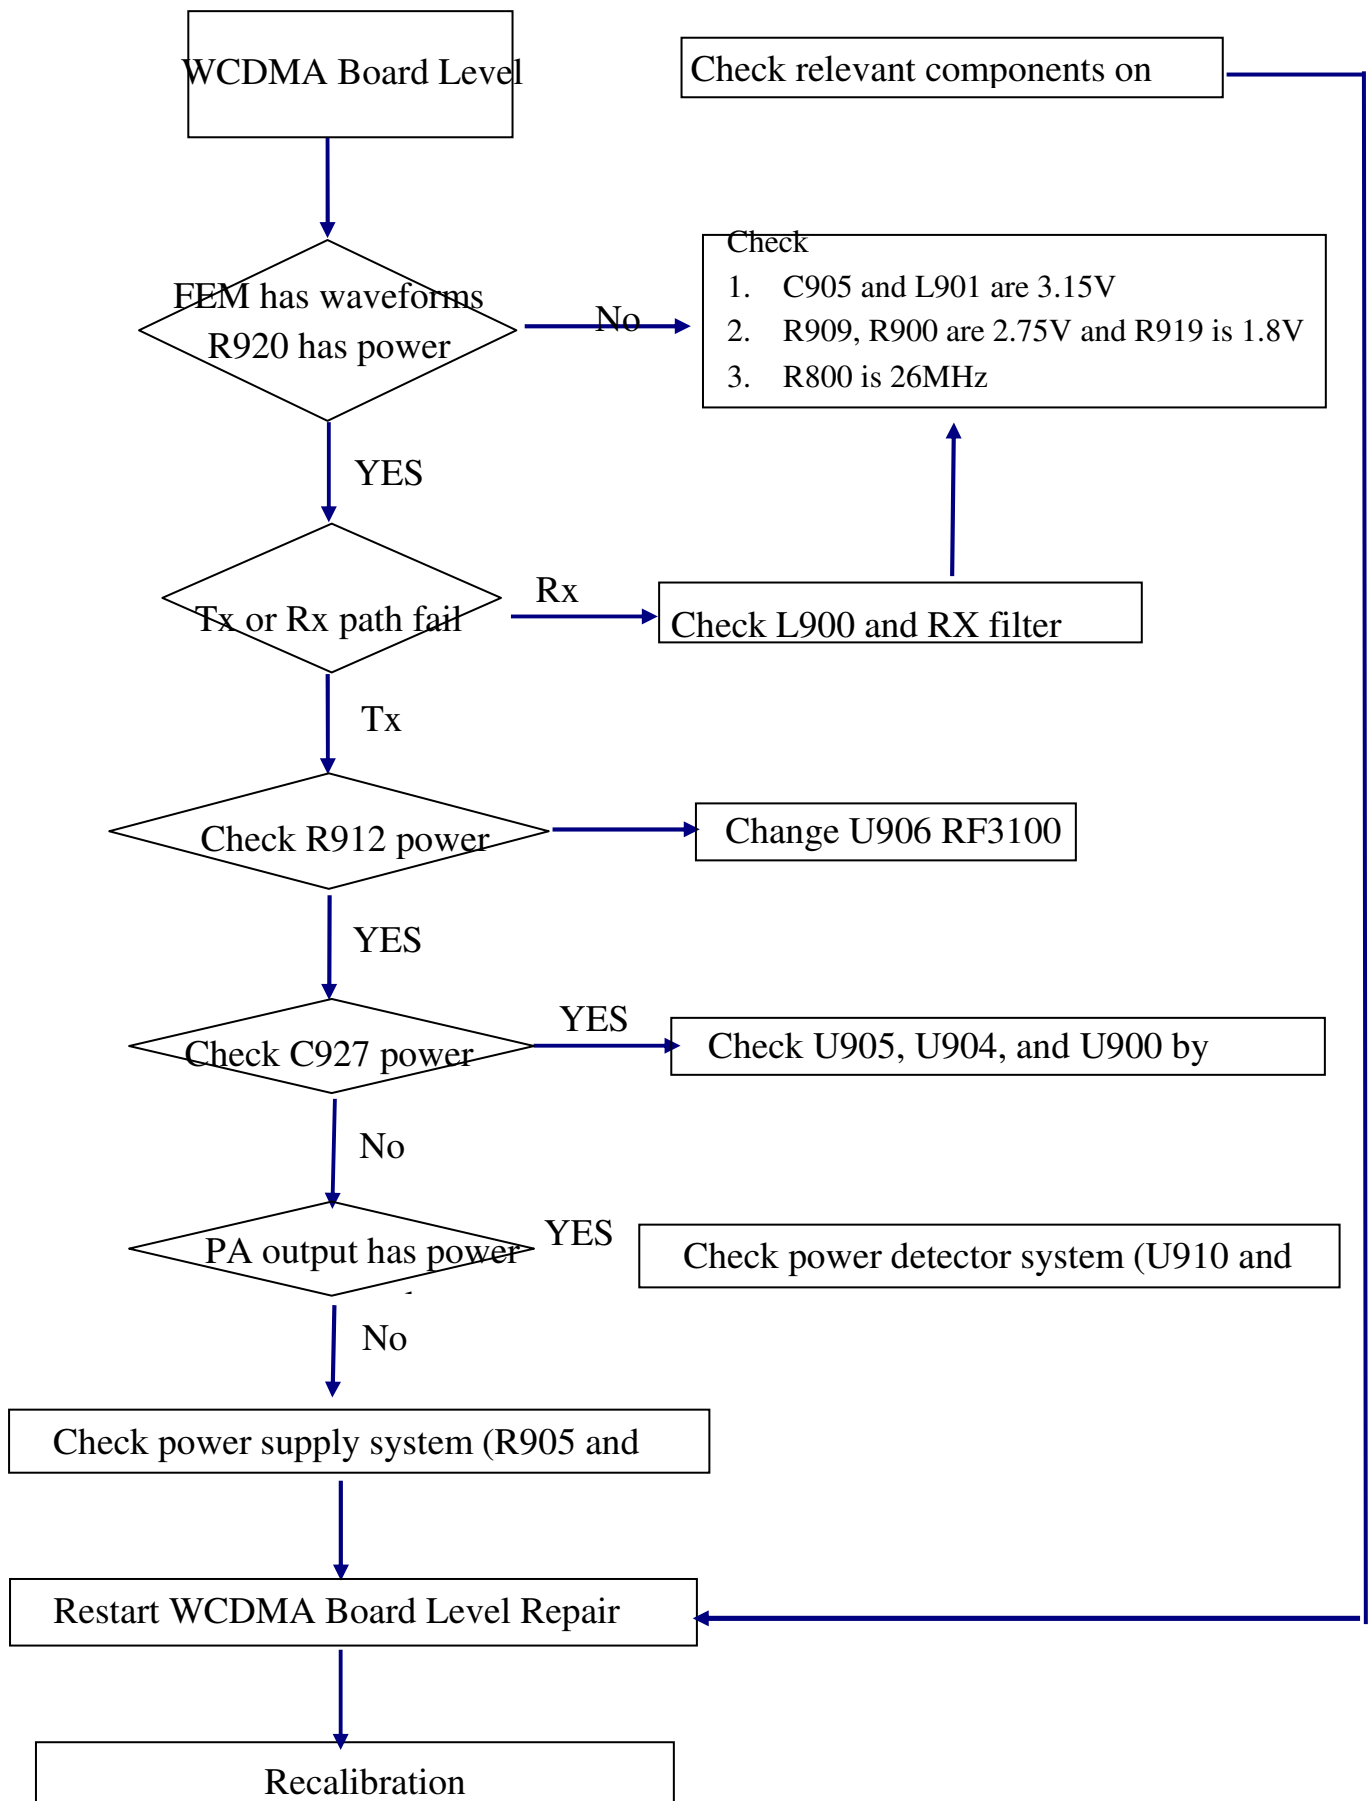 WCDMA Board Level
Check relevant components on
FEM has waveforms
R920 has power
No
Check
1. C905 and L901 are 3.15V
2. R909, R900 are 2.75V and R919 is 1.8V
3. R800 is 26MHz
YES
Tx or Rx path fail
Rx
Check L900 and RX filter
Tx
Check R912 power
Change U906 RF3100
YES
Check C927 power
YES
Check U905, U904, and U900 by
No
PA output has power
YES
Check power detector system (U910 and
No
Check power supply system (R905 and
Restart WCDMA Board Level Repair
Recalibration